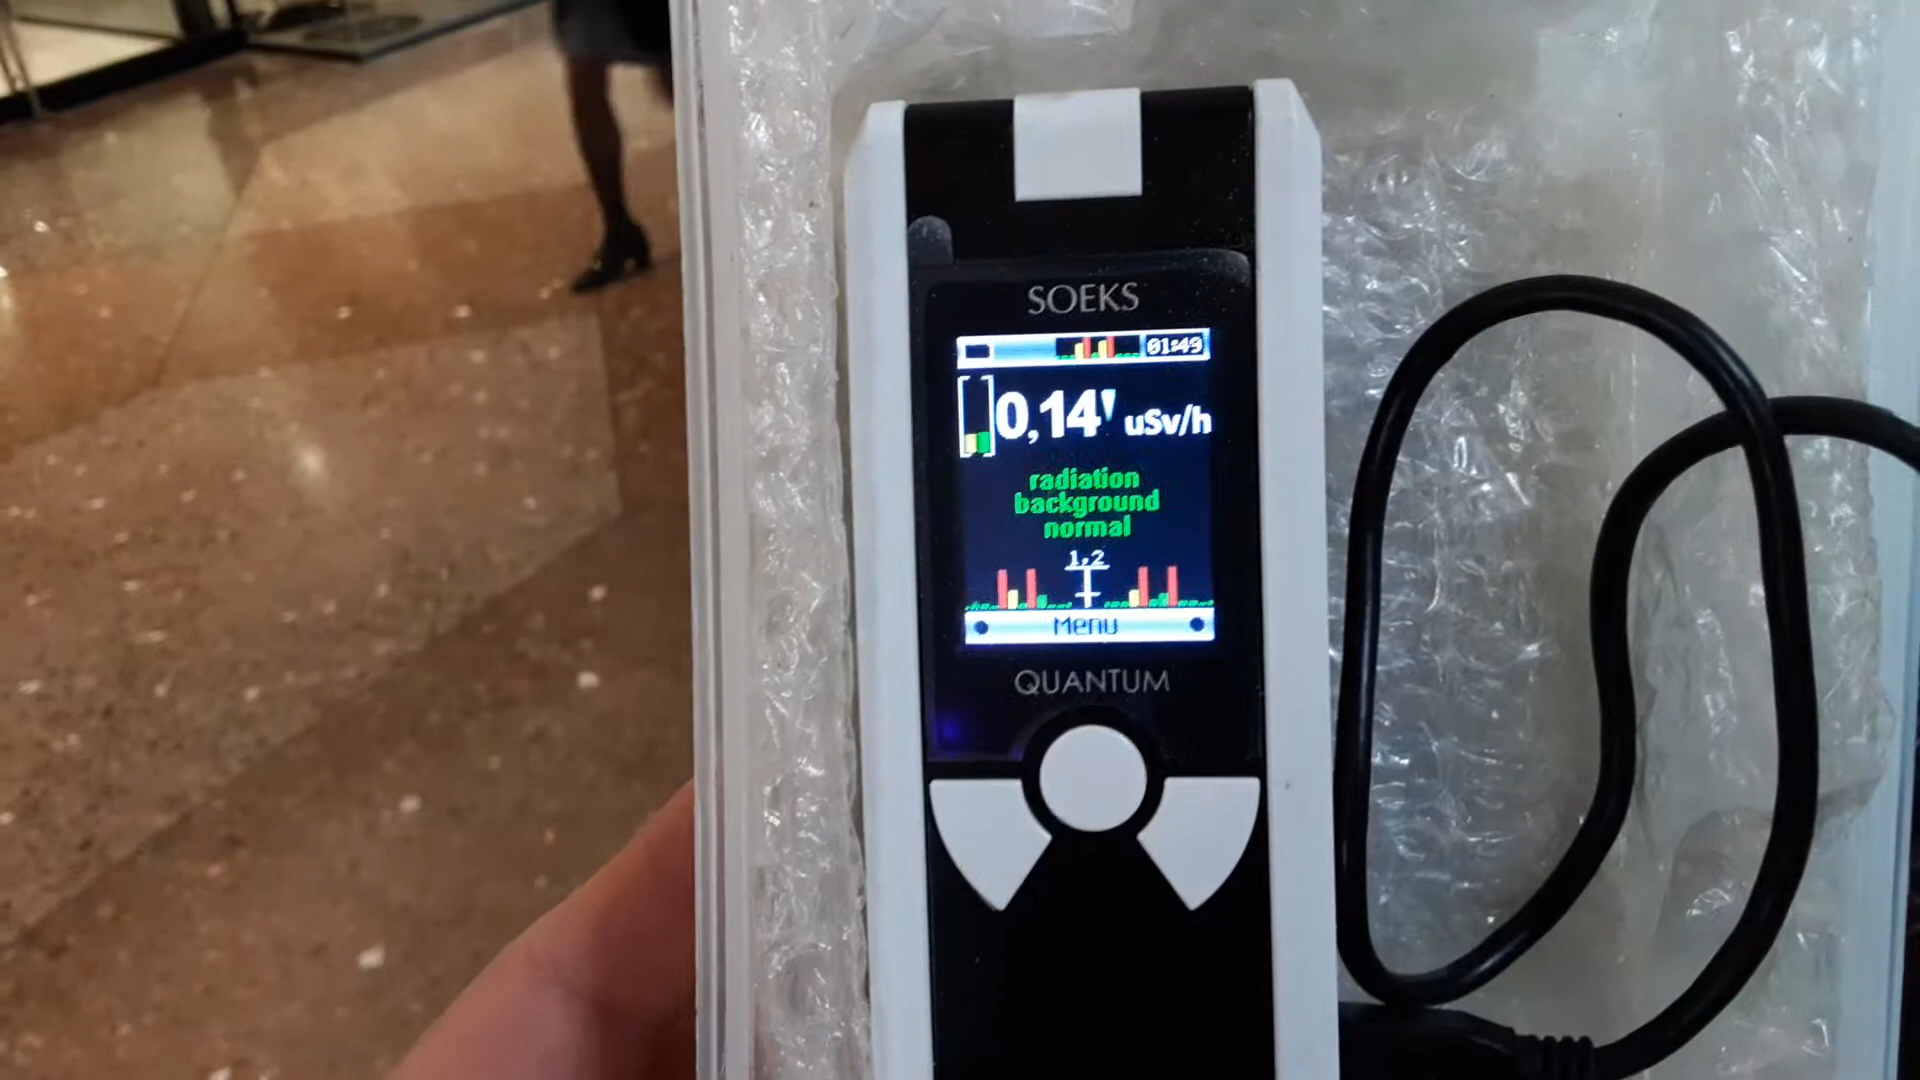 SOEKS
01:49
0,14 uSv/h
radiation
background
normal
1,2
Menu
QUANTUM